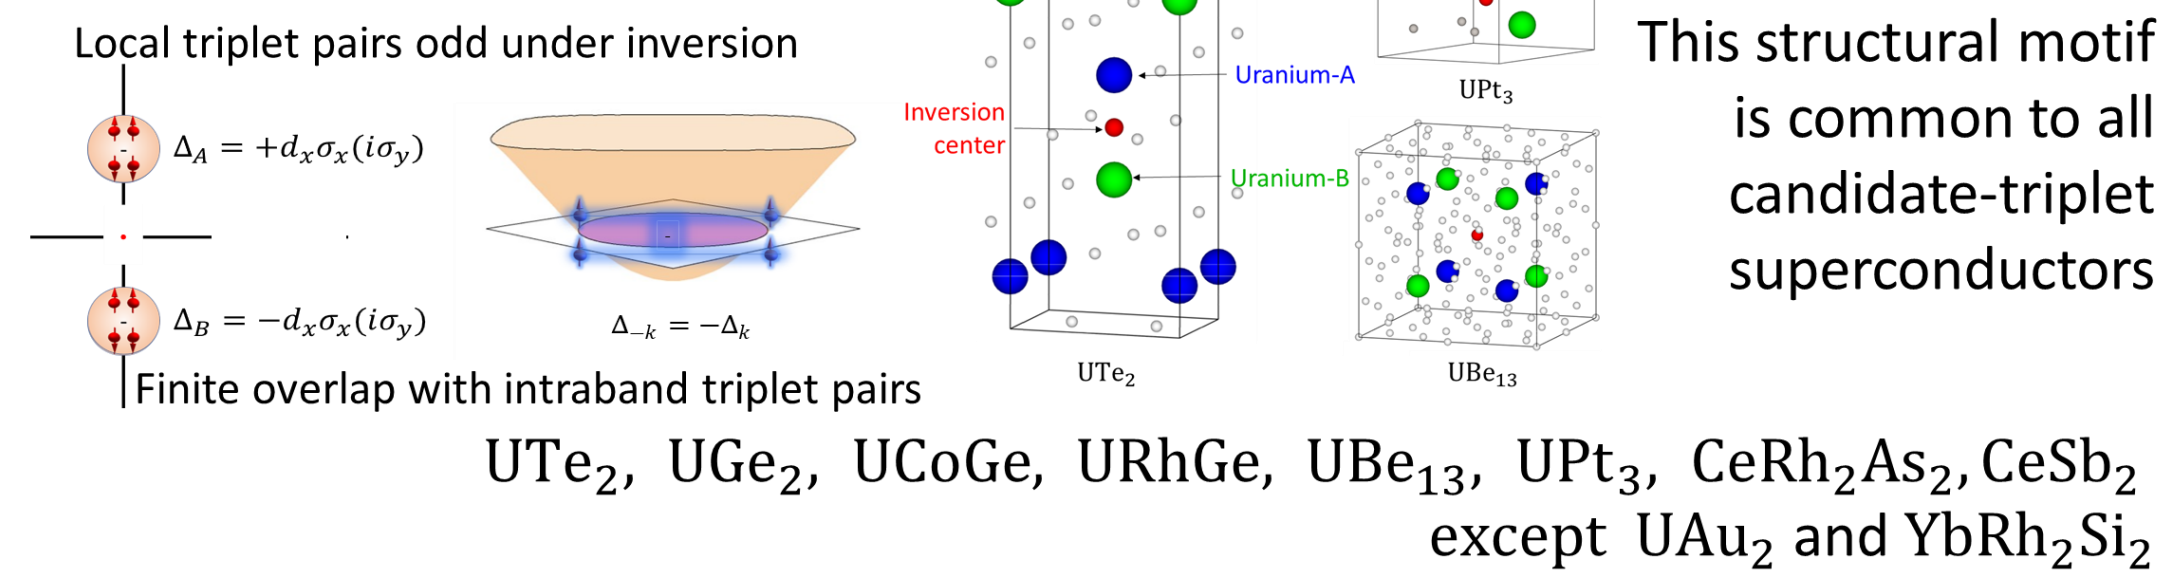 Local triplet pairs odd under inversion
Δ_A = +d_xσ_x(iσ_y)
Δ_B = −d_xσ_x(iσ_y)
Δ_{−k} = −Δ_k
Finite overlap with intraband triplet pairs
Uranium-A
Inversion
center
Uranium-B
UTe₂
UPt₃
UBe₁₃
This structural motif
is common to all
candidate-triplet
superconductors
UTe₂, UGe₂, UCoGe, URhGe, UBe₁₃, UPt₃, CeRh₂As₂, CeSb₂
except UAu₂ and YbRh₂Si₂